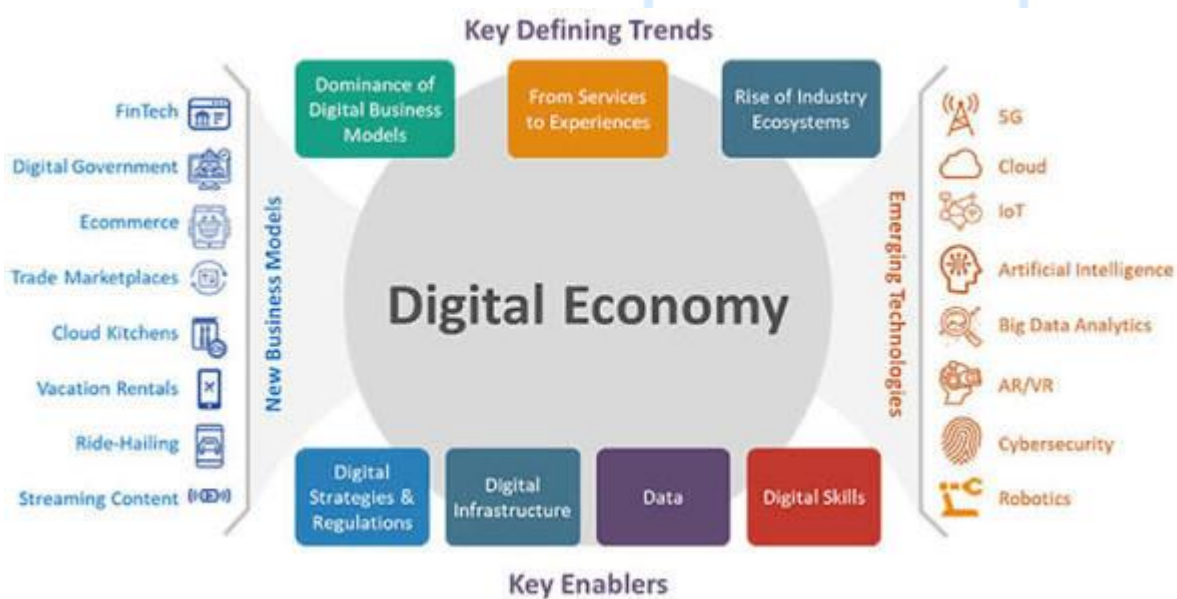 Key Defining Trends
Dominance of
Digital Business
Models
From Services
to Experiences
Rise of Industry
Ecosystems
FinTech
Digital Government
Ecommerce
Trade Marketplaces
Cloud Kitchens
Vacation Rentals
Ride-Hailing
Streaming Content
New Business Models
Digital Economy
Emerging Technologies
5G
Cloud
IoT
Artificial Intelligence
Big Data Analytics
AR/VR
Cybersecurity
Robotics
Digital
Strategies &
Regulations
Digital
Infrastructure
Data
Digital Skills
Key Enablers